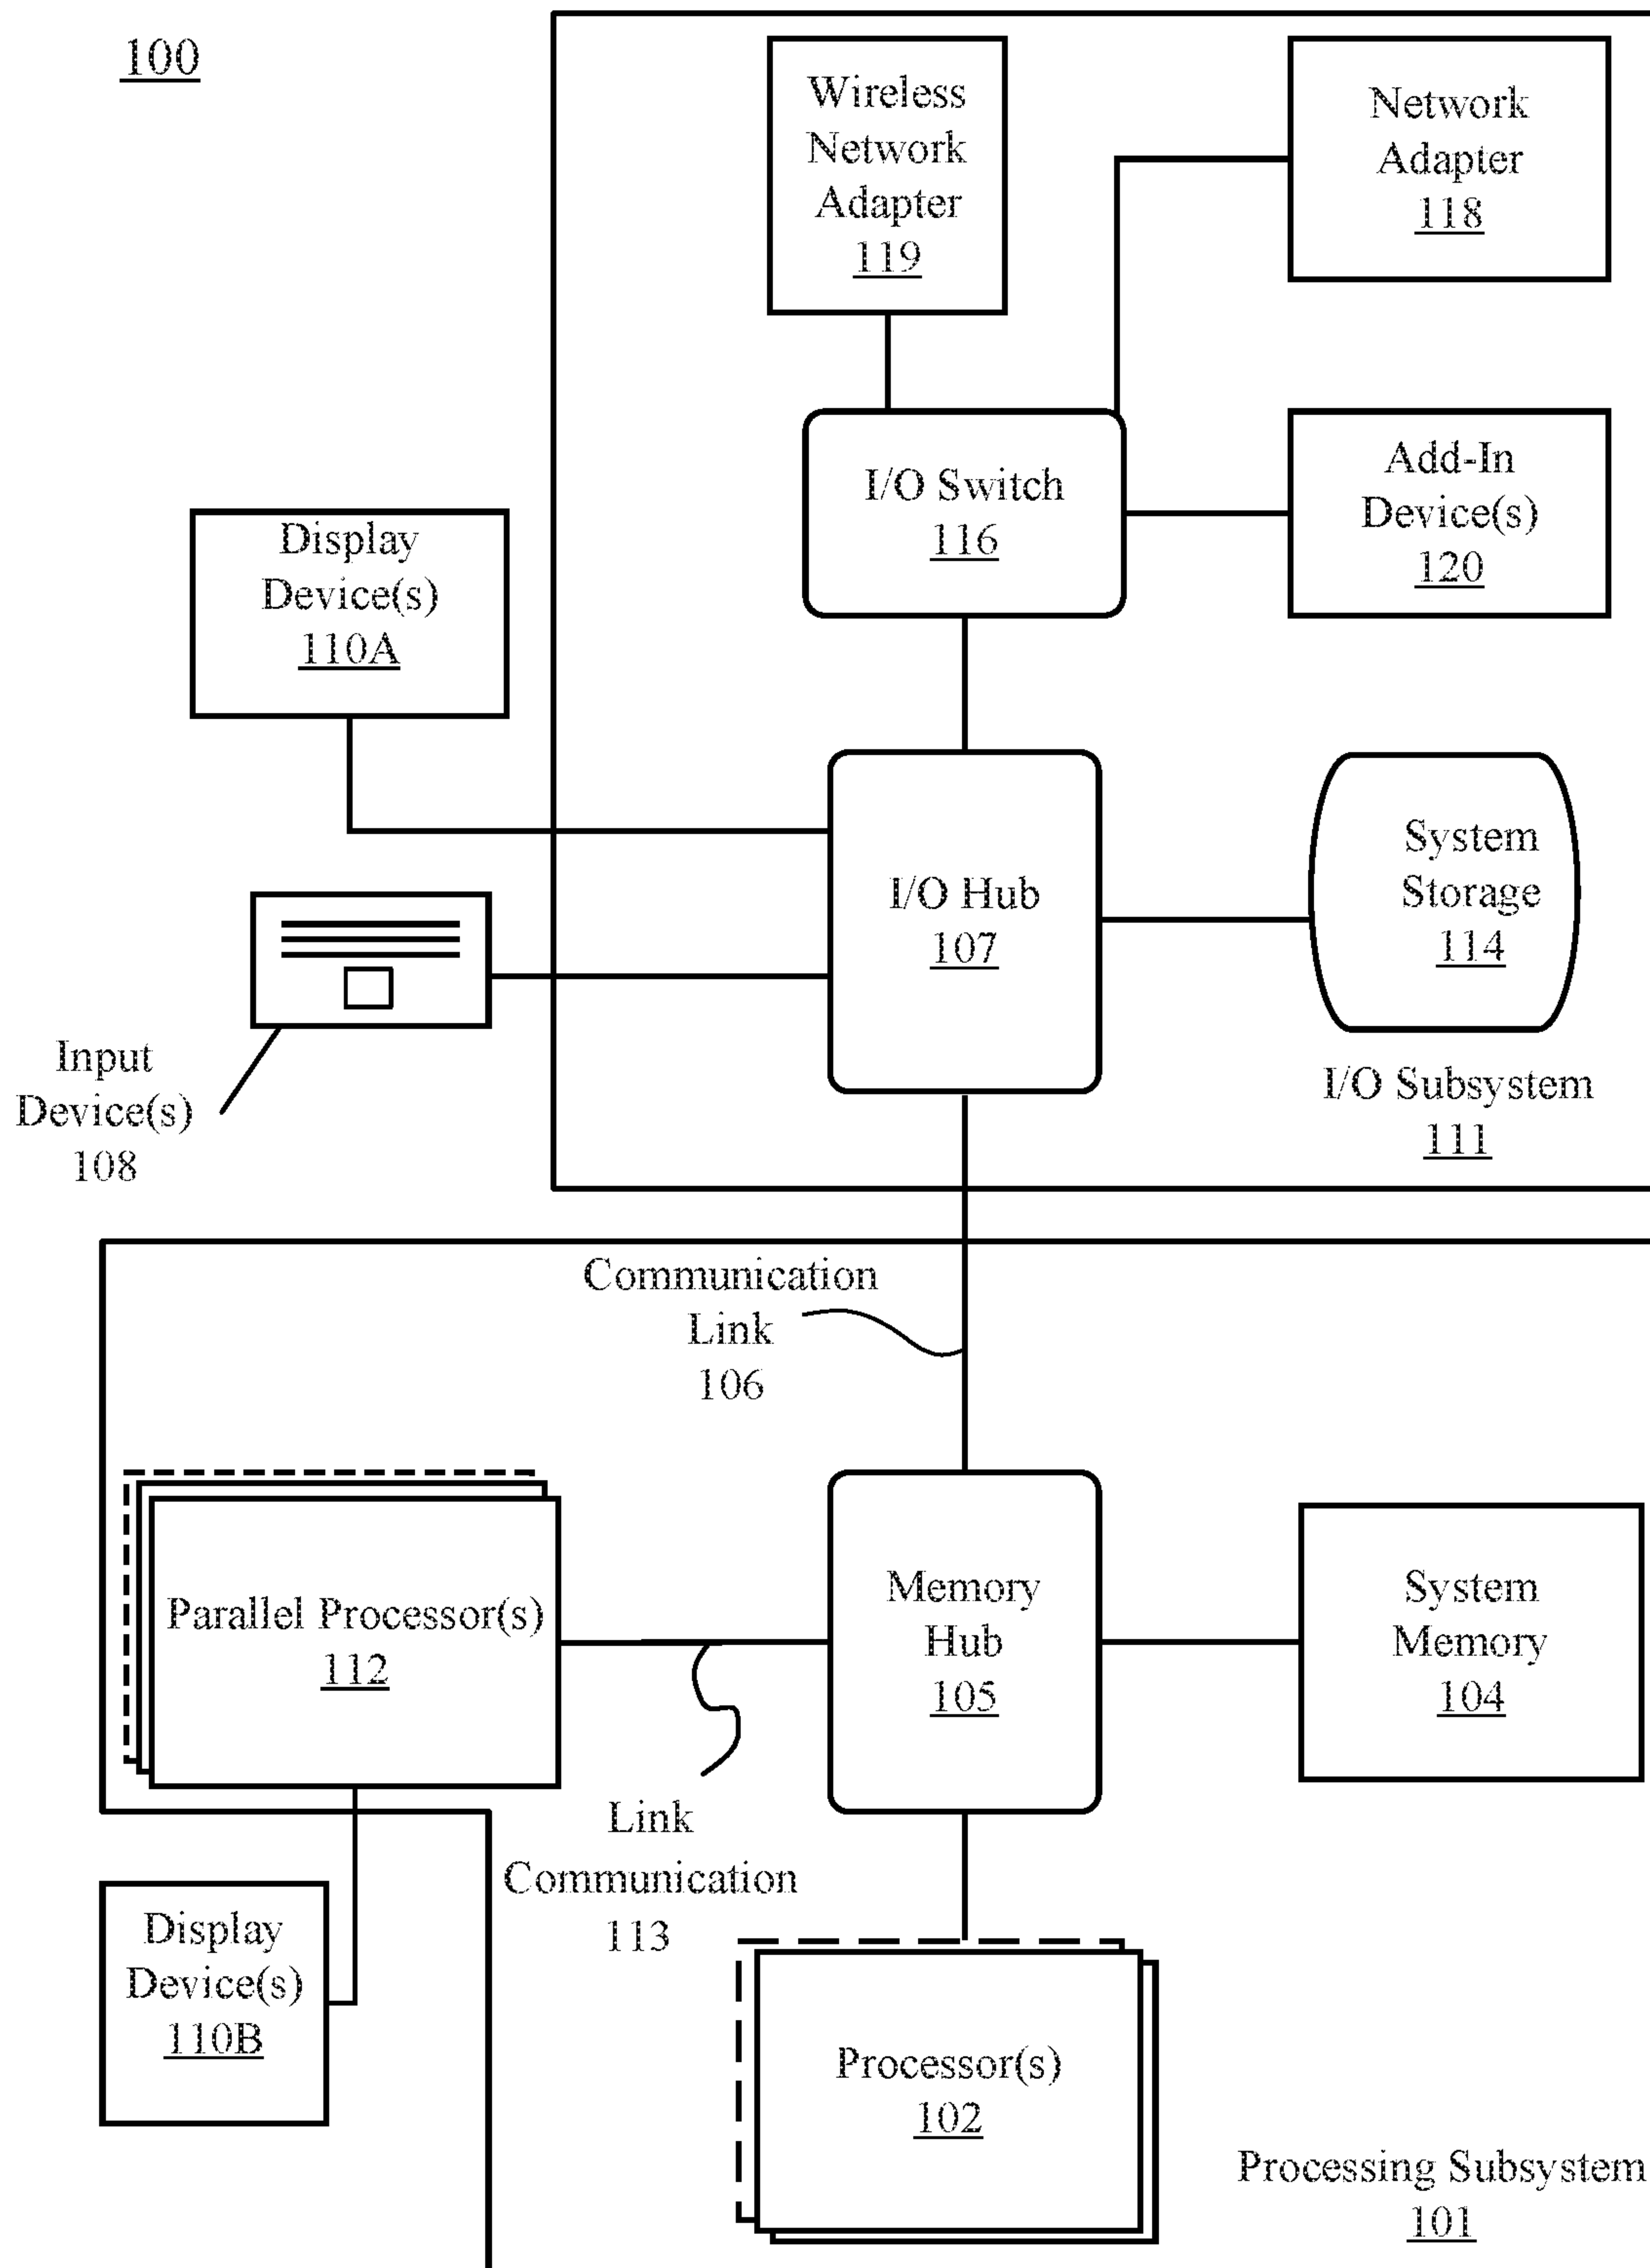 100
Wireless
Network
Adapter
119
Network
Adapter
118
I/O Switch
116
Add-In
Device(s)
120
Display
Device(s)
110A
I/O Hub
107
System
Storage
114
Input
Device(s)
108
I/O Subsystem
111
Communication
Link
106
Parallel Processor(s)
112
Memory
Hub
105
System
Memory
104
Link
Communication
113
Display
Device(s)
110B
Processor(s)
102
Processing Subsystem
101